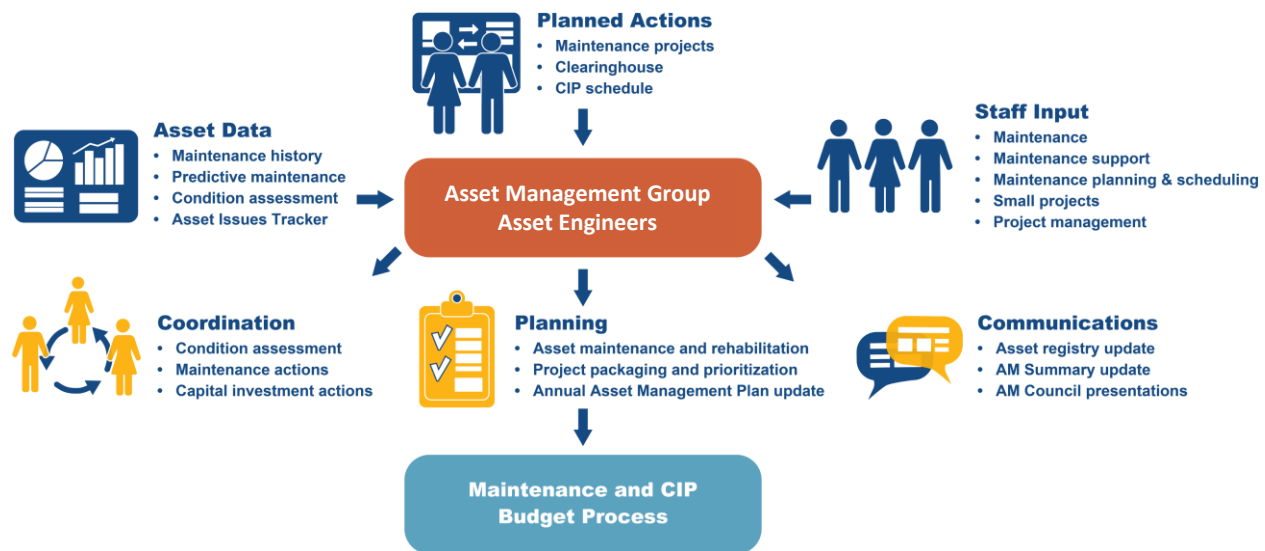 Planned Actions
• Maintenance projects
• Clearinghouse
• CIP schedule
Asset Data
• Maintenance history
• Predictive maintenance
• Condition assessment
• Asset Issues Tracker
Staff Input
• Maintenance
• Maintenance support
• Maintenance planning & scheduling
• Small projects
• Project management
Asset Management Group
Asset Engineers
Coordination
• Condition assessment
• Maintenance actions
• Capital investment actions
Planning
• Asset maintenance and rehabilitation
• Project packaging and prioritization
• Annual Asset Management Plan update
Communications
• Asset registry update
• AM Summary update
• AM Council presentations
Maintenance and CIP
Budget Process